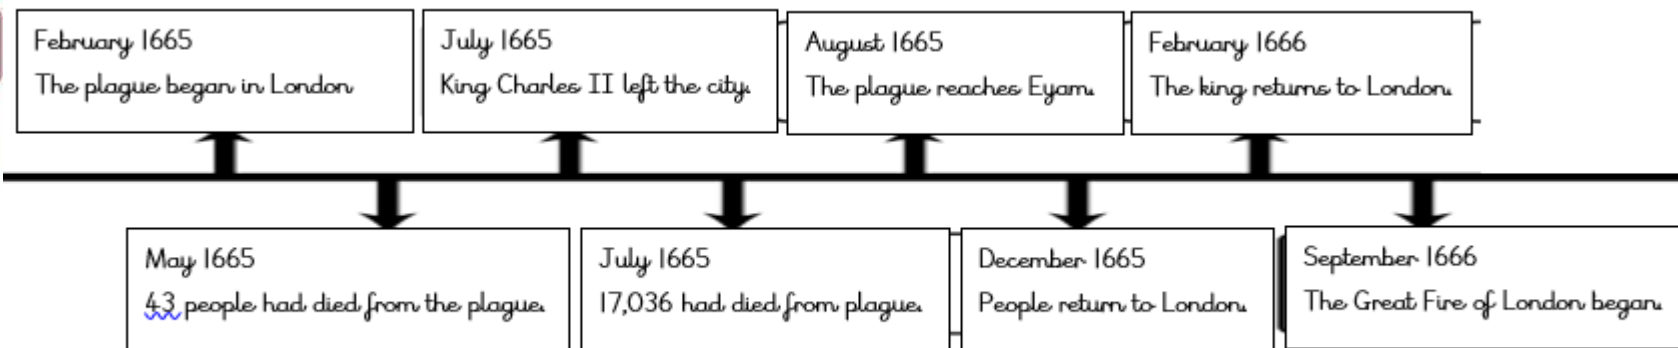 February 1665
The plague began in London
July 1665
King Charles II left the city.
August 1665
The plague reaches Eyam.
February 1666
The king returns to London.
May 1665
43 people had died from the plague.
July 1665
17,036 had died from plague.
December 1665
People return to London.
September 1666
The Great Fire of London began.